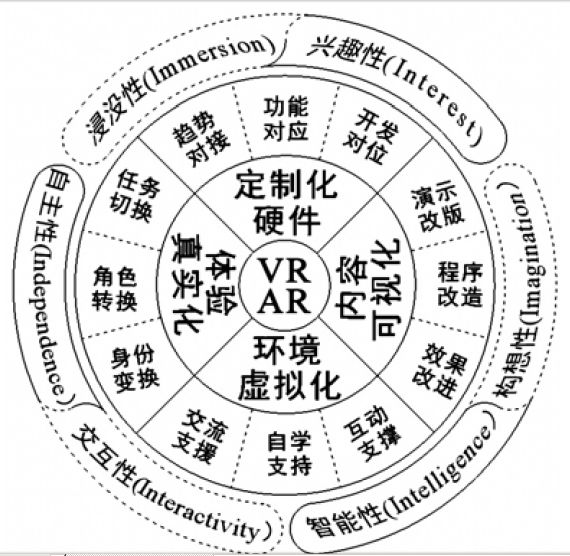 浸没性(Immersion)
兴趣性(Interest)
构想性(Imagination)
智能性(Intelligence)
交互性(Interactivity)
自主性(Independence)
趋势
对接
功能
对应
开发
对位
演示
改版
程序
改造
效果
改进
互动
支撑
自学
支持
交流
支援
身份
变换
角色
转换
任务
切换
定制化
硬件
内容
可视化
环境
虚拟化
体验
真实化
VR
AR